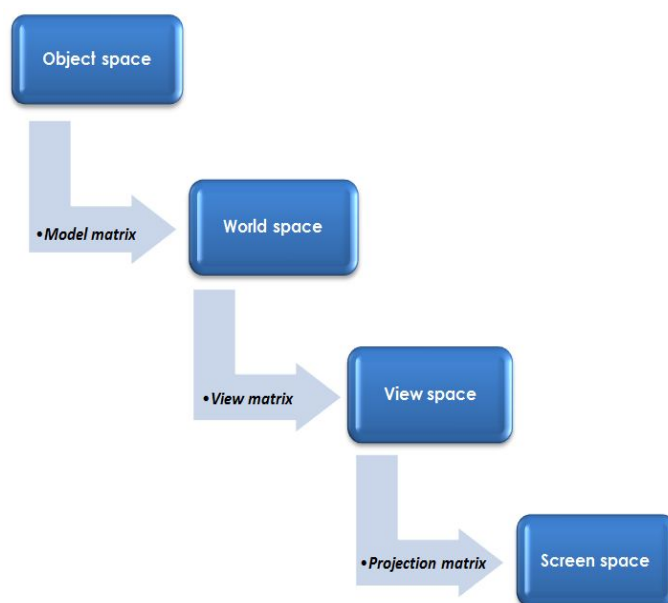 Object space
•Model matrix
World space
•View matrix
View space
•Projection matrix
Screen space